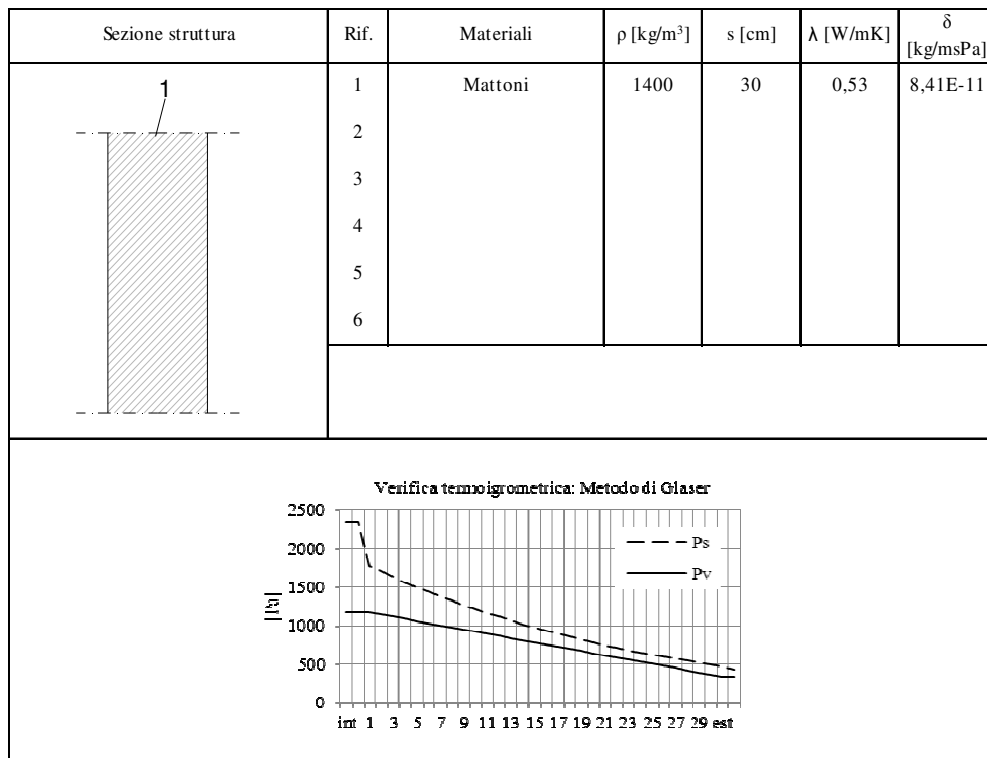 Sezione struttura Rif. Materiali ρ [kg/m³] s [cm] λ [W/mK] δ [kg/msPa]
1
1 Mattoni 1400 30 0,53 8,41E-11
2
3
4
5
6
Verifica termoigrometrica: Metodo di Glaser
[Pa]
2500
2000
1500
1000
500
0
Ps
Pv
int 1 3 5 7 9 11 13 15 17 19 21 23 25 27 29 est